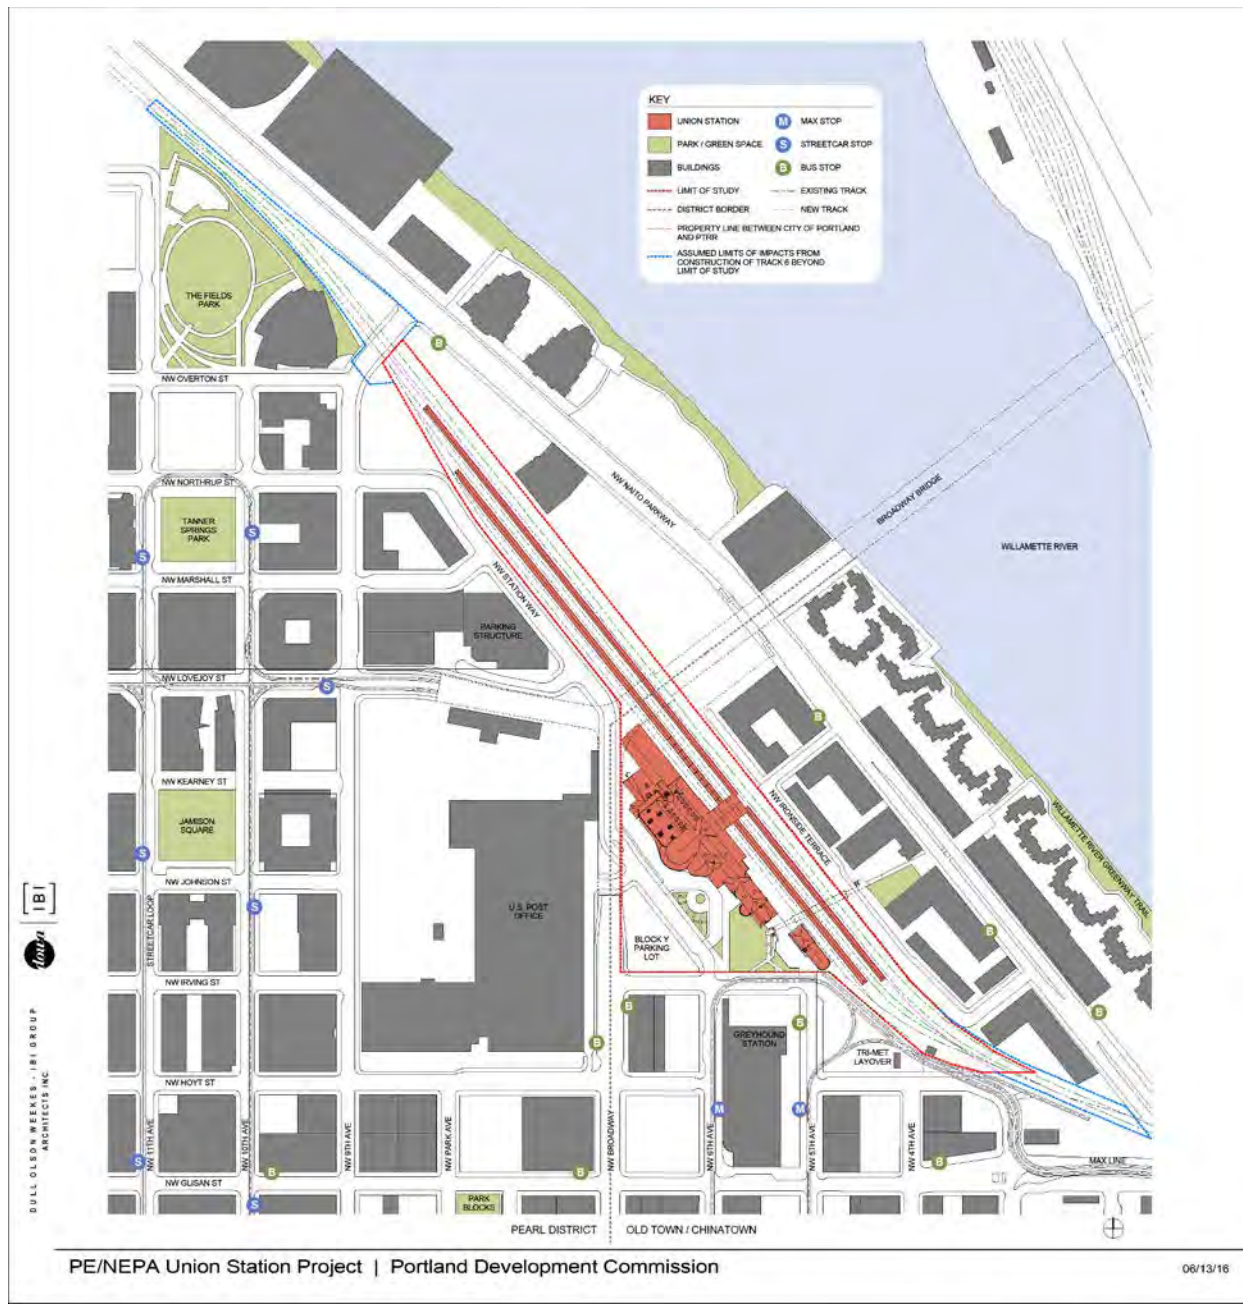 KEY
UNION STATION
PARK / GREEN SPACE
BUILDINGS
M
MAX STOP
S
STREETCAR STOP
B
BUS STOP
LIMIT OF STUDY
DISTRICT BORDER
EXISTING TRACK
NEW TRACK
PROPERTY LINE BETWEEN CITY OF PORTLAND
AND PTRR
ASSUMED LIMITS OF IMPACTS FROM
CONSTRUCTION OF TRACK 6 BEYOND
LIMIT OF STUDY
THE FIELDS
PARK
B
NW OVERTON ST
NW NORTHRUP ST
NW NAITO PARKWAY
BROADWAY BRIDGE
WILLAMETTE RIVER
TANNER
SPRINGS
PARK
S
S
NW MARSHALL ST
NW STATION WAY
PARKING
STRUCTURE
NW LOVEJOY ST
S
B
NW KEARNEY ST
JAMISON
SQUARE
S
NW IRONSIDE TERRACE
WILLAMETTE RIVER GREENWAY TRAIL
NW JOHNSON ST
S
STREETCAR LOOP
U.S. POST
OFFICE
BLOCK Y
PARKING
LOT
B
NW IRVING ST
B
B
B
B
GREYHOUND
STATION
TRI-MET
LAYOVER
NW HOYT ST
M
M
NW 11TH AVE
NW 10TH AVE
NW 9TH AVE
NW PARK AVE
NW BROADWAY
NW 6TH AVE
NW 5TH AVE
NW 4TH AVE
MAX LINE
S
B
B
B
NW GLISAN ST
S
PARK
BLOCKS
PEARL DISTRICT
OLD TOWN / CHINATOWN
[IBI]
dowa
DULL OLSON WEEKES - IBI GROUP
ARCHITECTS INC.
PE/NEPA Union Station Project | Portland Development Commission
06/13/16